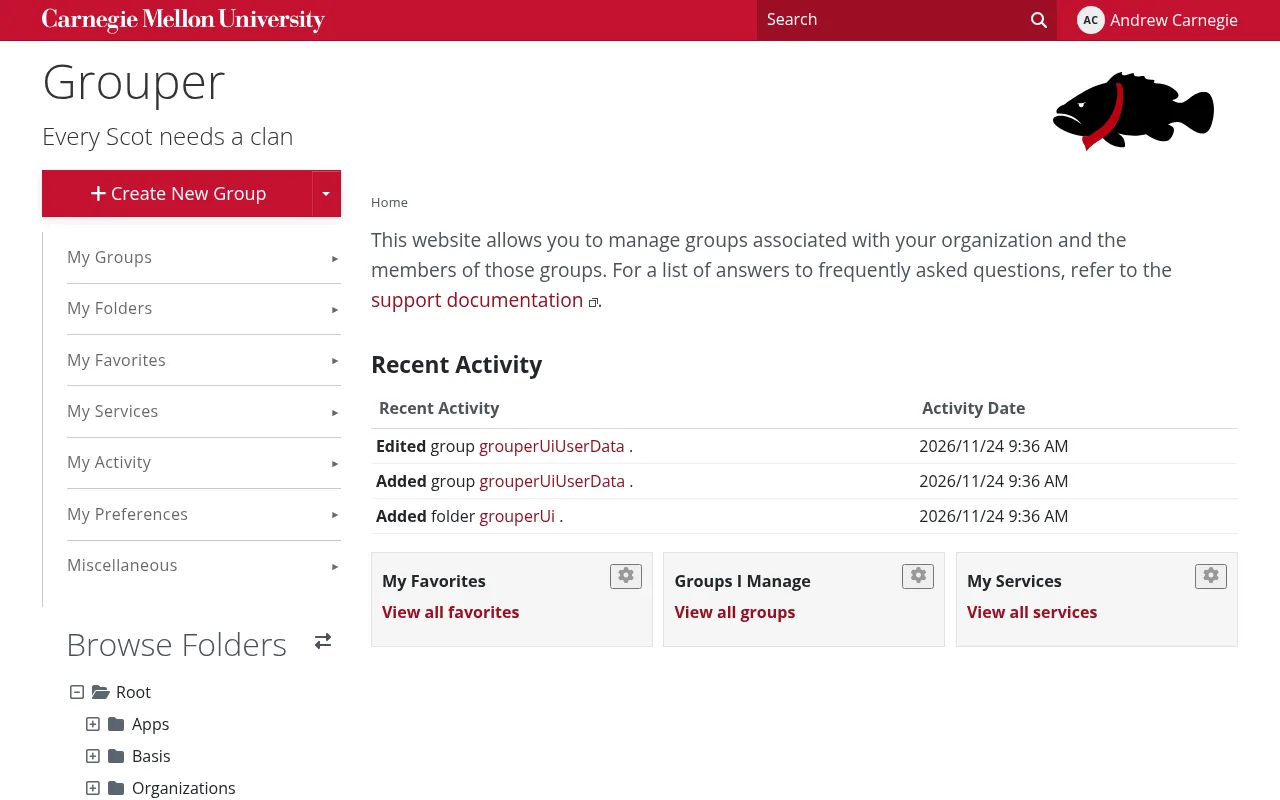 Carnegie Mellon University
Search
AC Andrew Carnegie
Grouper
Every Scot needs a clan
Create New Group
My Groups
My Folders
My Favorites
My Services
My Activity
My Preferences
Miscellaneous
Browse Folders
Root
Apps
Basis
Organizations
Home
This website allows you to manage groups associated with your organization and the
members of those groups. For a list of answers to frequently asked questions, refer to the
support documentation .
Recent Activity
Recent Activity Activity Date
Edited group grouperUiUserData . 2026/11/24 9:36 AM
Added group grouperUiUserData . 2026/11/24 9:36 AM
Added folder grouperUi . 2026/11/24 9:36 AM
My Favorites
View all favorites
Groups I Manage
View all groups
My Services
View all services